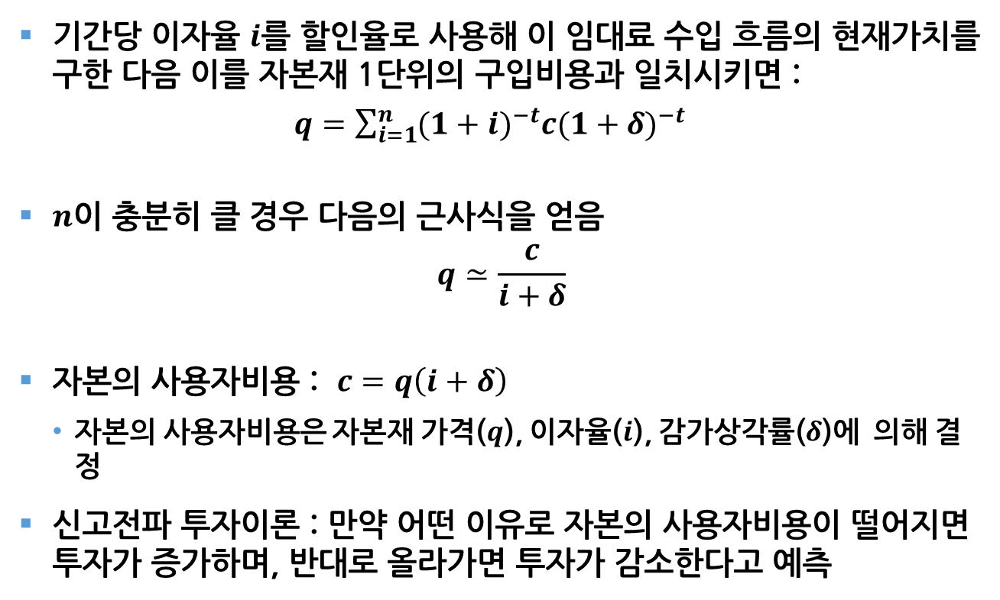 ▪ 기간당 이자율 i를 할인율로 사용해 이 임대료 수입 흐름의 현재가치를
구한 다음 이를 자본재 1단위의 구입비용과 일치시키면 :
q = ∑ⁿᵢ₌₁(1 + i)⁻ᵗc(1 + δ)⁻ᵗ
▪ n이 충분히 클 경우 다음의 근사식을 얻음
q ≃ c / (i + δ)
▪ 자본의 사용자비용 : c = q(i + δ)
• 자본의 사용자비용은 자본재 가격(q), 이자율(i), 감가상각률(δ)에 의해 결
정
▪ 신고전파 투자이론 : 만약 어떤 이유로 자본의 사용자비용이 떨어지면
투자가 증가하며, 반대로 올라가면 투자가 감소한다고 예측